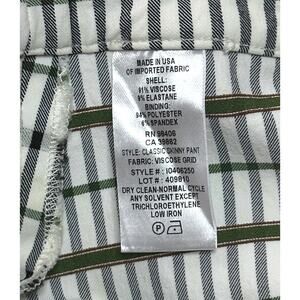 MADE IN USA
OF IMPORTED FABRIC
SHELL:
91% VISCOSE
9% ELASTANE
BINDING:
94% POLYESTER
6% SPANDEX
RN 98406
CA 39882
STYLE: CLASSIC SKINNY PANT
FABRIC: VISCOSE GRID
STYLE #: IO406250
LOT #: 409810
DRY CLEAN-NORMAL CYCLE
ANY SOLVENT EXCEPT
TRICHLOROETHYLENE
LOW IRON
P